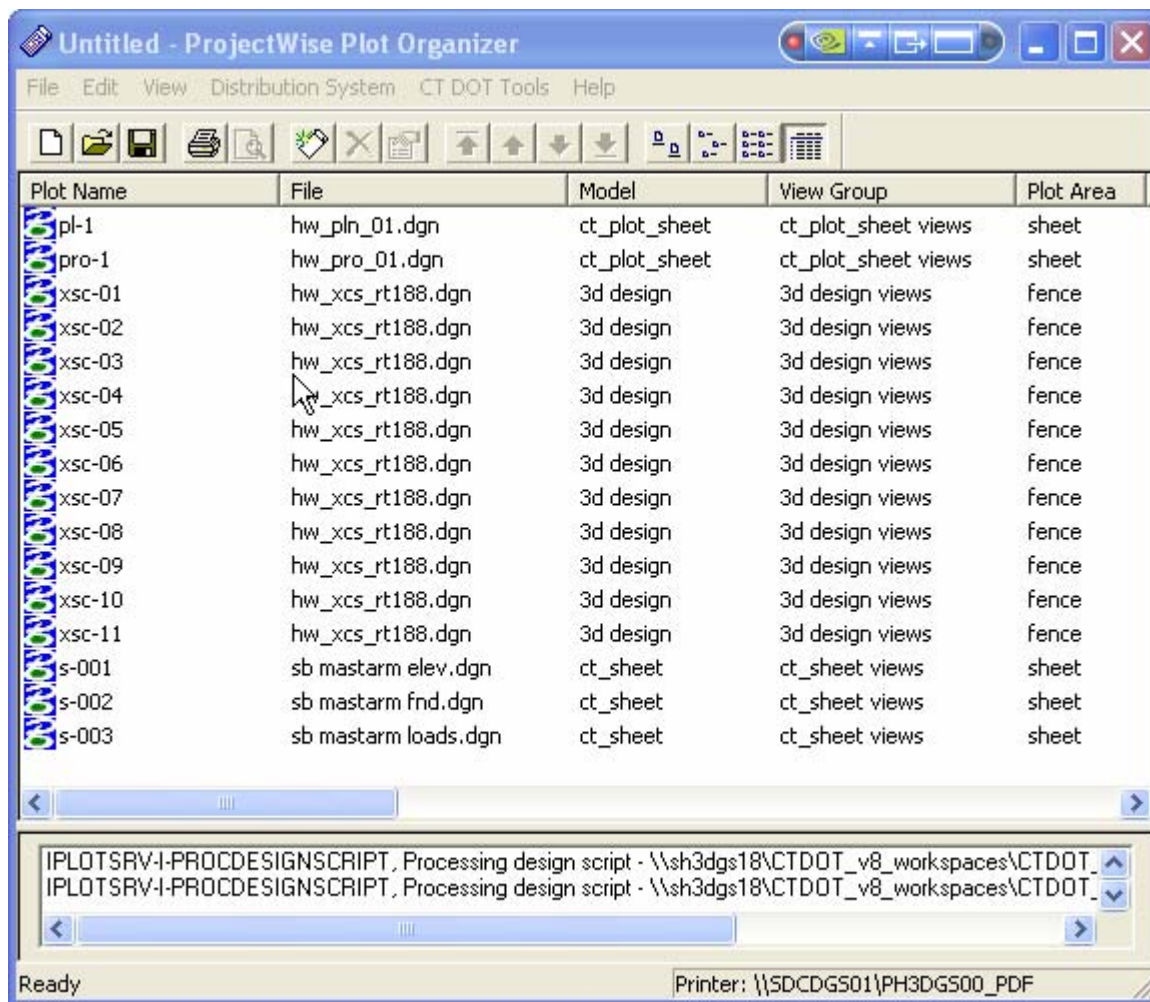 Untitled - ProjectWise Plot Organizer
File Edit View Distribution System CT DOT Tools Help
Plot Name File Model View Group Plot Area
pl-1 hw_pln_01.dgn ct_plot_sheet ct_plot_sheet views sheet
pro-1 hw_pro_01.dgn ct_plot_sheet ct_plot_sheet views sheet
xsc-01 hw_xcs_rt188.dgn 3d design 3d design views fence
xsc-02 hw_xcs_rt188.dgn 3d design 3d design views fence
xsc-03 hw_xcs_rt188.dgn 3d design 3d design views fence
xsc-04 hw_xcs_rt188.dgn 3d design 3d design views fence
xsc-05 hw_xcs_rt188.dgn 3d design 3d design views fence
xsc-06 hw_xcs_rt188.dgn 3d design 3d design views fence
xsc-07 hw_xcs_rt188.dgn 3d design 3d design views fence
xsc-08 hw_xcs_rt188.dgn 3d design 3d design views fence
xsc-09 hw_xcs_rt188.dgn 3d design 3d design views fence
xsc-10 hw_xcs_rt188.dgn 3d design 3d design views fence
xsc-11 hw_xcs_rt188.dgn 3d design 3d design views fence
s-001 sb mastarm elev.dgn ct_sheet ct_sheet views sheet
s-002 sb mastarm fnd.dgn ct_sheet ct_sheet views sheet
s-003 sb mastarm loads.dgn ct_sheet ct_sheet views sheet
IPLOTSRV-I-PROCDESIGNSCRIPT, Processing design script - \\sh3dgs18\CTDOT_v8_workspaces\CTDOT_
IPLOTSRV-I-PROCDESIGNSCRIPT, Processing design script - \\sh3dgs18\CTDOT_v8_workspaces\CTDOT_
Ready Printer: \\SDCDGS01\PH3DGS00_PDF